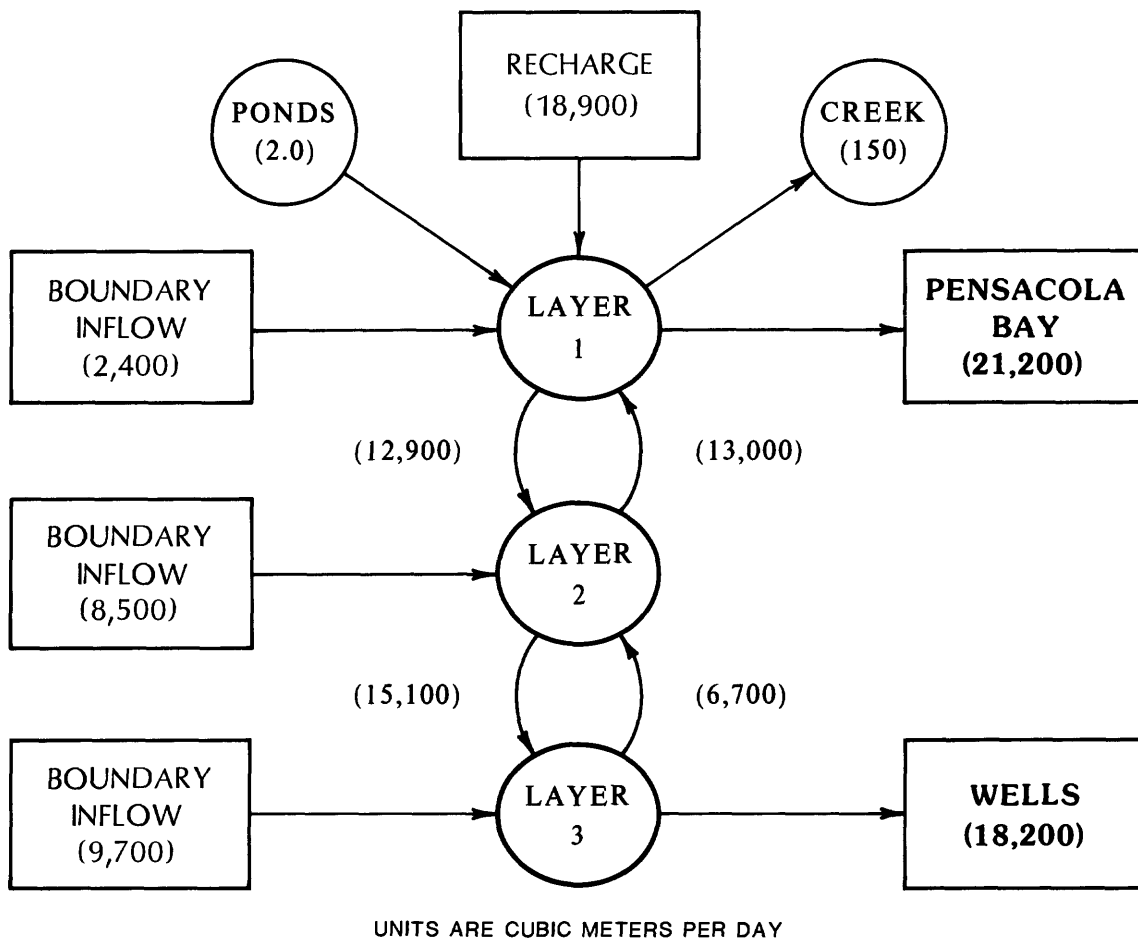 RECHARGE
(18,900)
PONDS
(2.0)
CREEK
(150)
BOUNDARY
INFLOW
(2,400)
LAYER
1
PENSACOLA
BAY
(21,200)
(12,900)
(13,000)
BOUNDARY
INFLOW
(8,500)
LAYER
2
(15,100)
(6,700)
BOUNDARY
INFLOW
(9,700)
LAYER
3
WELLS
(18,200)
UNITS ARE CUBIC METERS PER DAY